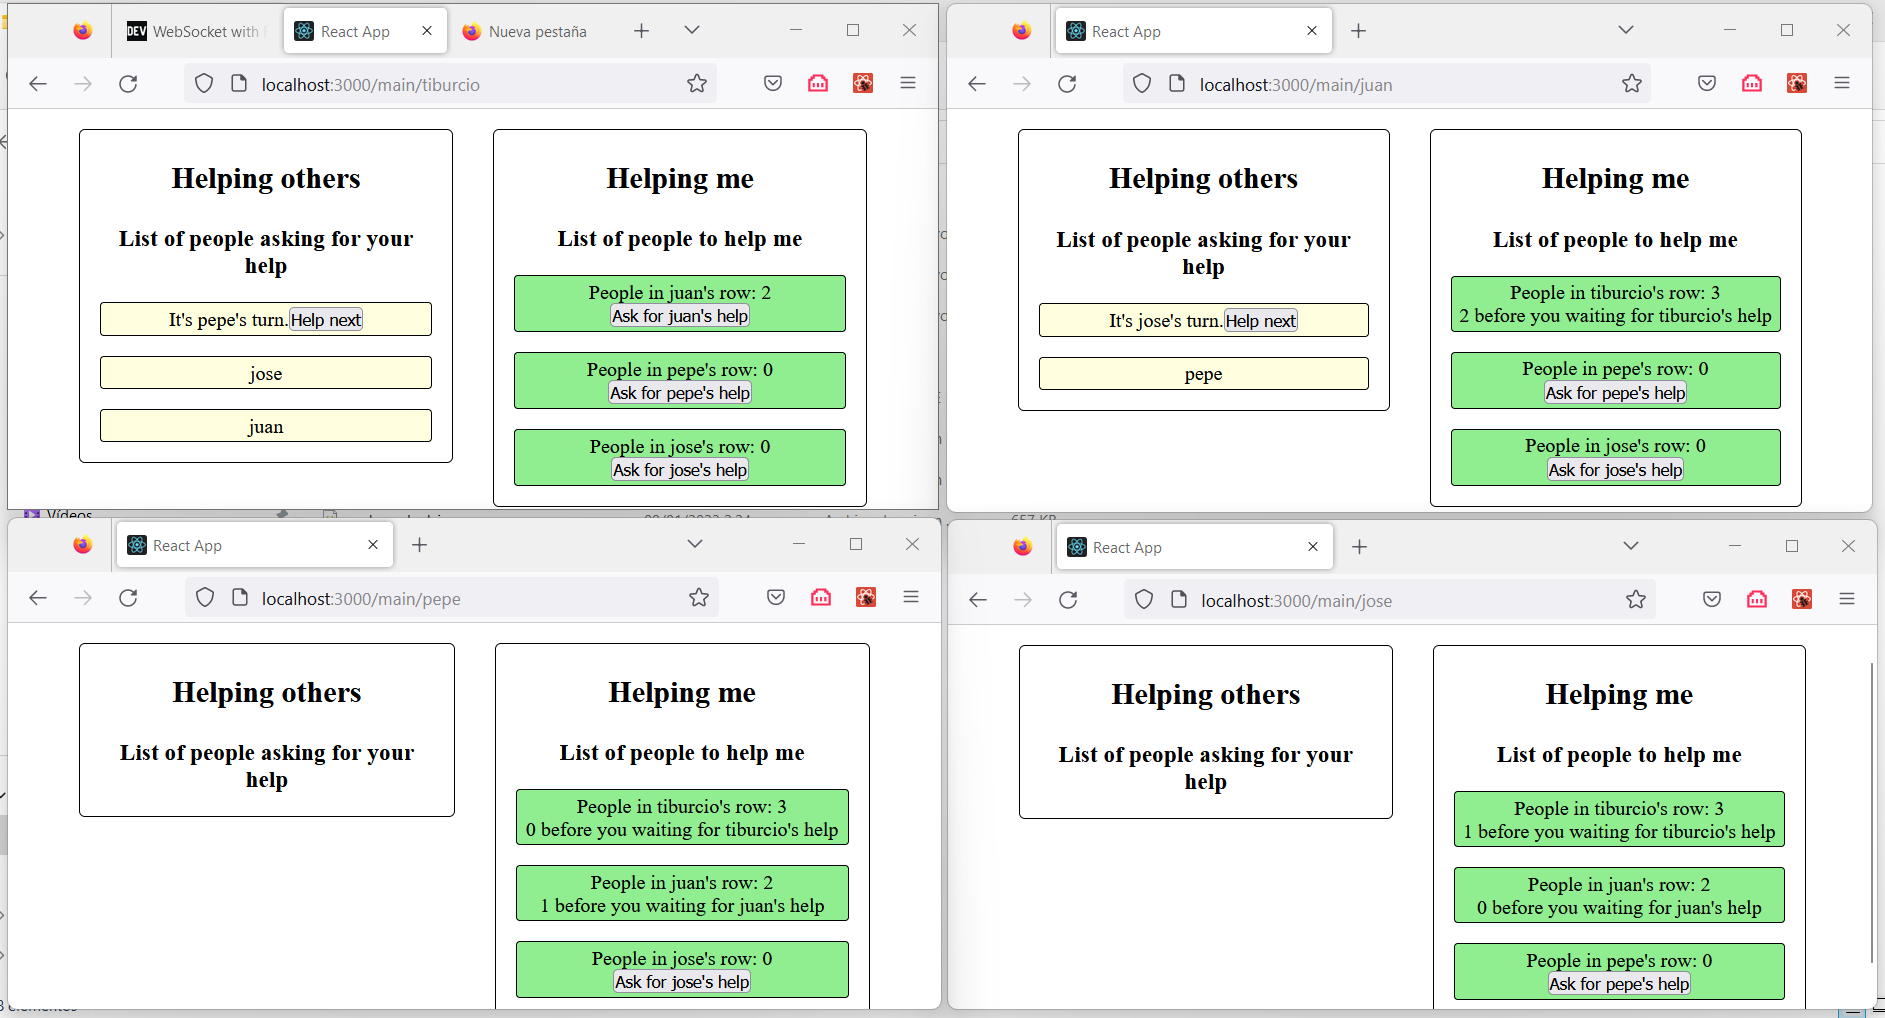 DEV WebSocket with
React App
Nueva pestaña
localhost:3000/main/tiburcio
Helping others
List of people asking for your
help
It's pepe's turn. Help next
jose
juan
Helping me
List of people to help me
People in juan's row: 2
Ask for juan's help
People in pepe's row: 0
Ask for pepe's help
People in jose's row: 0
Ask for jose's help
React App
localhost:3000/main/juan
Helping others
List of people asking for your
help
It's jose's turn. Help next
pepe
Helping me
List of people to help me
People in tiburcio's row: 3
2 before you waiting for tiburcio's help
People in pepe's row: 0
Ask for pepe's help
People in jose's row: 0
Ask for jose's help
Vídeos
React App
localhost:3000/main/pepe
Helping others
List of people asking for your
help
Helping me
List of people to help me
People in tiburcio's row: 3
0 before you waiting for tiburcio's help
People in juan's row: 2
1 before you waiting for juan's help
People in jose's row: 0
Ask for jose's help
React App
localhost:3000/main/jose
Helping others
List of people asking for your
help
Helping me
List of people to help me
People in tiburcio's row: 3
1 before you waiting for tiburcio's help
People in juan's row: 2
0 before you waiting for juan's help
People in pepe's row: 0
Ask for pepe's help